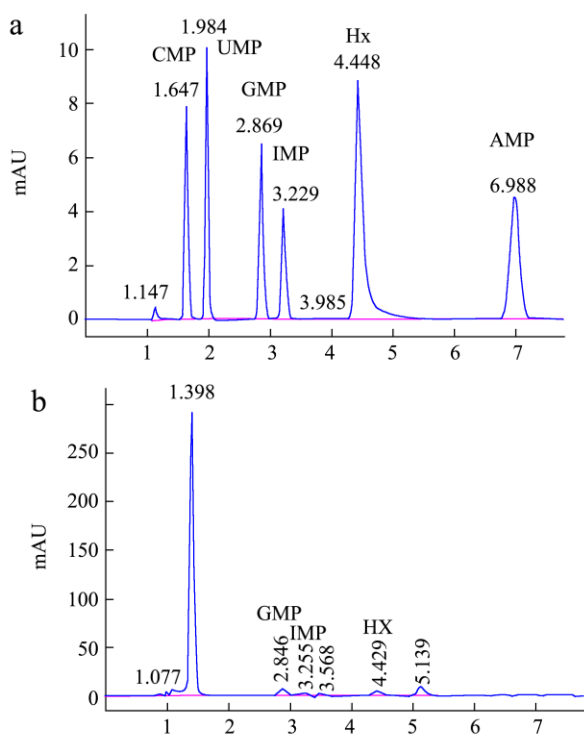 a
1.984
CMP UMP Hx
1.647 4.448
GMP
2.869
IMP AMP
3.229 6.988
1.147 3.985
mAU
10
8
6
4
2
0
1 2 3 4 5 6 7
b
1.398
GMP
IMP HX
1.077 2.846 3.255 3.568 4.429 5.139
mAU
250
200
150
100
50
0
1 2 3 4 5 6 7